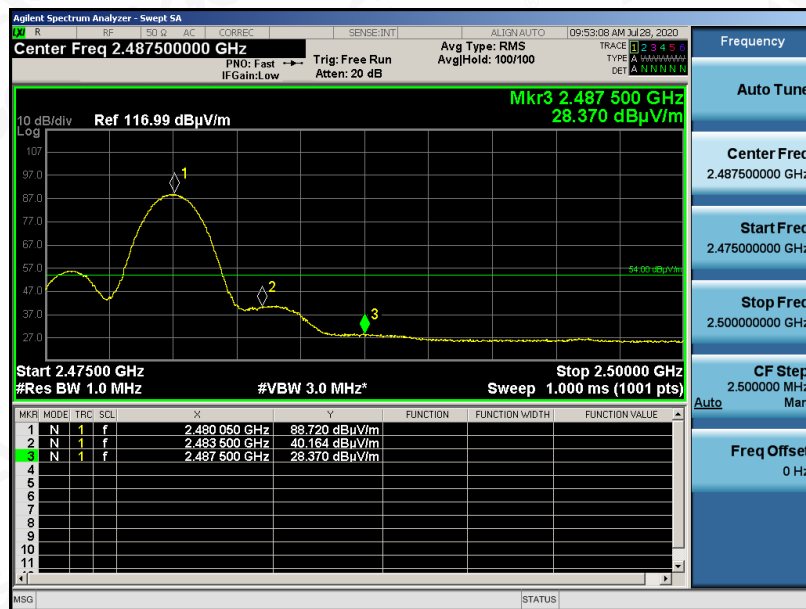 Agilent Spectrum Analyzer - Swept SA
LXI R RF 50 Ω AC CORREC SENSE:INT ALIGN AUTO 09:53:08 AM Jul 28, 2020
Center Freq 2.487500000 GHz
PNO: Fast
IFGain:Low
Trig: Free Run
Atten: 20 dB
Avg Type: RMS
Avg|Hold: 100/100
TRACE 1 2 3 4 5 6
TYPE A WWWWW
DET A N N N N N
Mkr3 2.487 500 GHz
28.370 dBµV/m
10 dB/div Ref 116.99 dBµV/m
Log
107
97.0
87.0
77.0
67.0
57.0
47.0
37.0
27.0
1
2
3
54.00 dBµV/m
Start 2.47500 GHz Stop 2.50000 GHz
#Res BW 1.0 MHz #VBW 3.0 MHz* Sweep 1.000 ms (1001 pts)
MKR MODE TRC SCL X Y FUNCTION FUNCTION WIDTH FUNCTION VALUE
1 N 1 f 2.480 050 GHz 88.720 dBµV/m
2 N 1 f 2.483 500 GHz 40.164 dBµV/m
3 N 1 f 2.487 500 GHz 28.370 dBµV/m
4
5
6
7
8
9
10
11
MSG STATUS
Frequency
Auto Tune
Center Freq
2.487500000 GHz
Start Freq
2.475000000 GHz
Stop Freq
2.500000000 GHz
CF Step
2.500000 MHz
Auto Man
Freq Offset
0 Hz